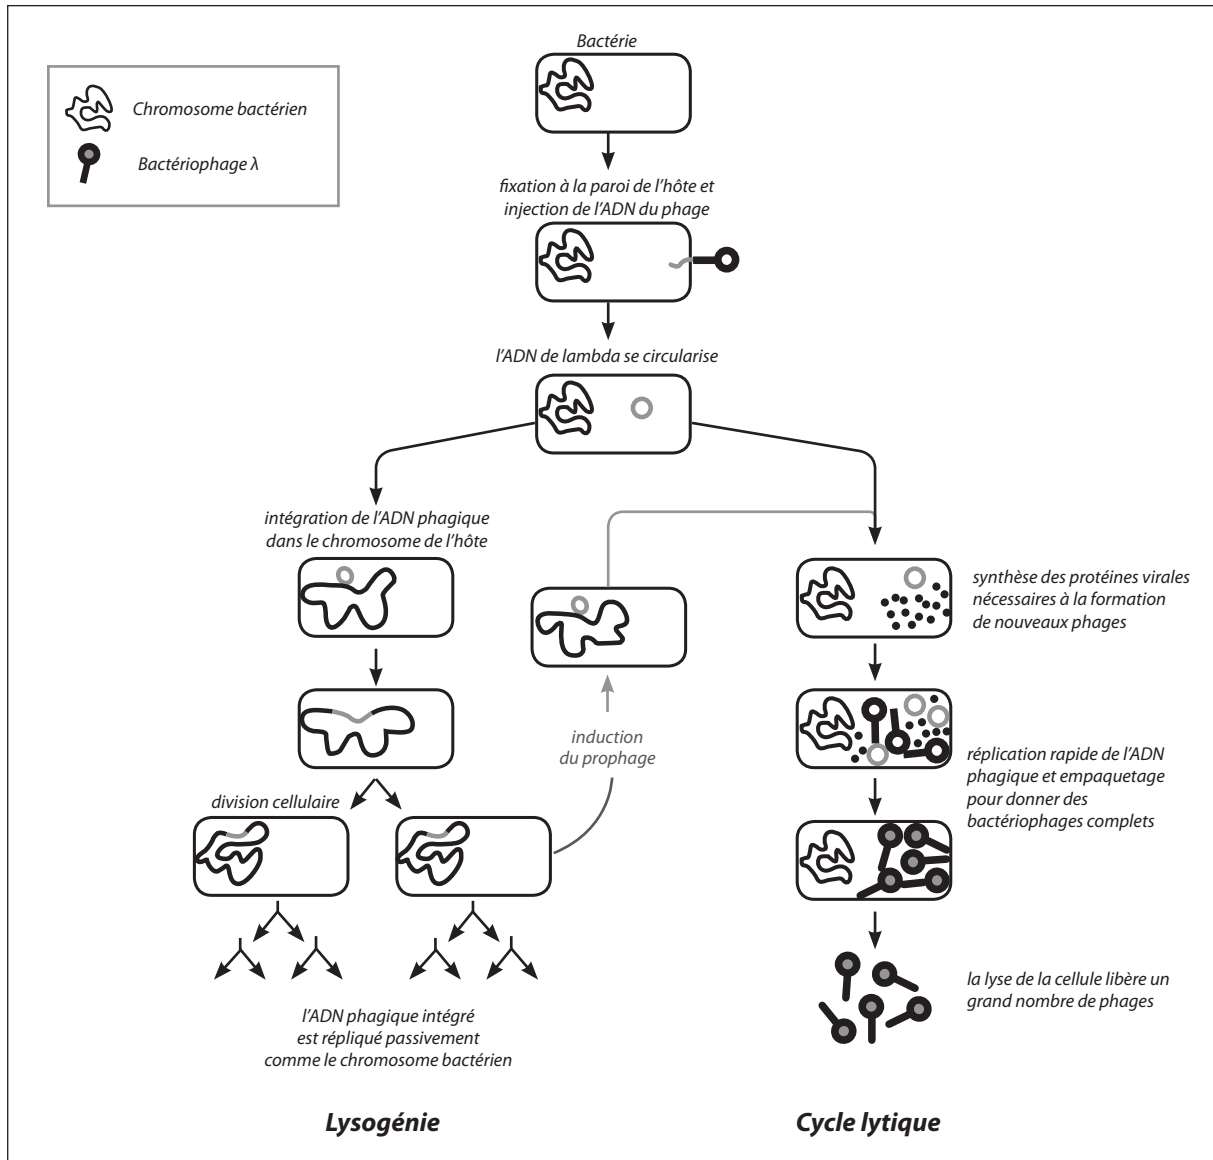 Bactérie
Chromosome bactérien
Bactériophage λ
fixation à la paroi de l'hôte et
injection de l'ADN du phage
l'ADN de lambda se circularise
intégration de l'ADN phagique
dans le chromosome de l'hôte
synthèse des protéines virales
nécessaires à la formation
de nouveaux phages
induction
du prophage
réplication rapide de l'ADN
phagique et empaquetage
pour donner des
bactériophages complets
division cellulaire
la lyse de la cellule libère un
grand nombre de phages
l'ADN phagique intégré
est répliqué passivement
comme le chromosome bactérien
Lysogénie
Cycle lytique